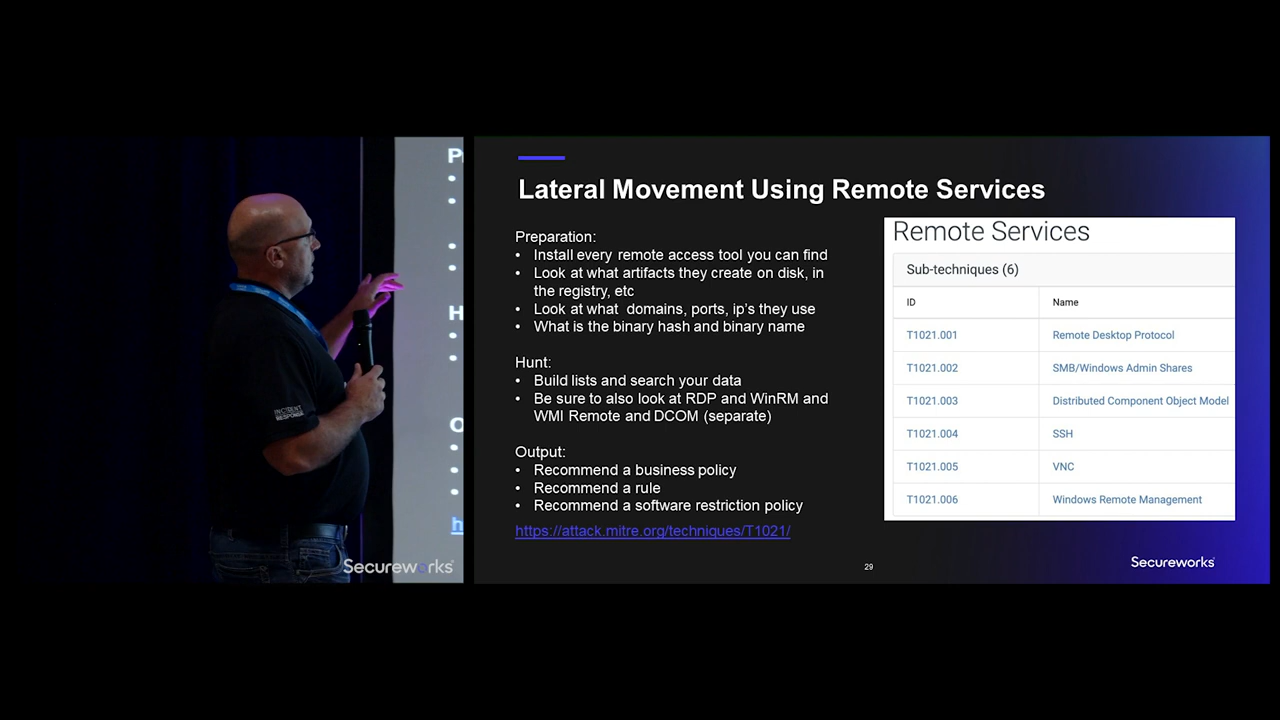 Lateral Movement Using Remote Services
Preparation:
• Install every remote access tool you can find
• Look at what artifacts they create on disk, in
the registry, etc
• Look at what domains, ports, ip’s they use
• What is the binary hash and binary name
Hunt:
• Build lists and search your data
• Be sure to also look at RDP and WinRM and
WMI Remote and DCOM (separate)
Output:
• Recommend a business policy
• Recommend a rule
• Recommend a software restriction policy
https://attack.mitre.org/techniques/T1021/
Remote Services
Sub-techniques (6)
ID Name
T1021.001 Remote Desktop Protocol
T1021.002 SMB/Windows Admin Shares
T1021.003 Distributed Component Object Model
T1021.004 SSH
T1021.005 VNC
T1021.006 Windows Remote Management
29
Secureworks
INCIDENT
RESPONSE
Secureworks